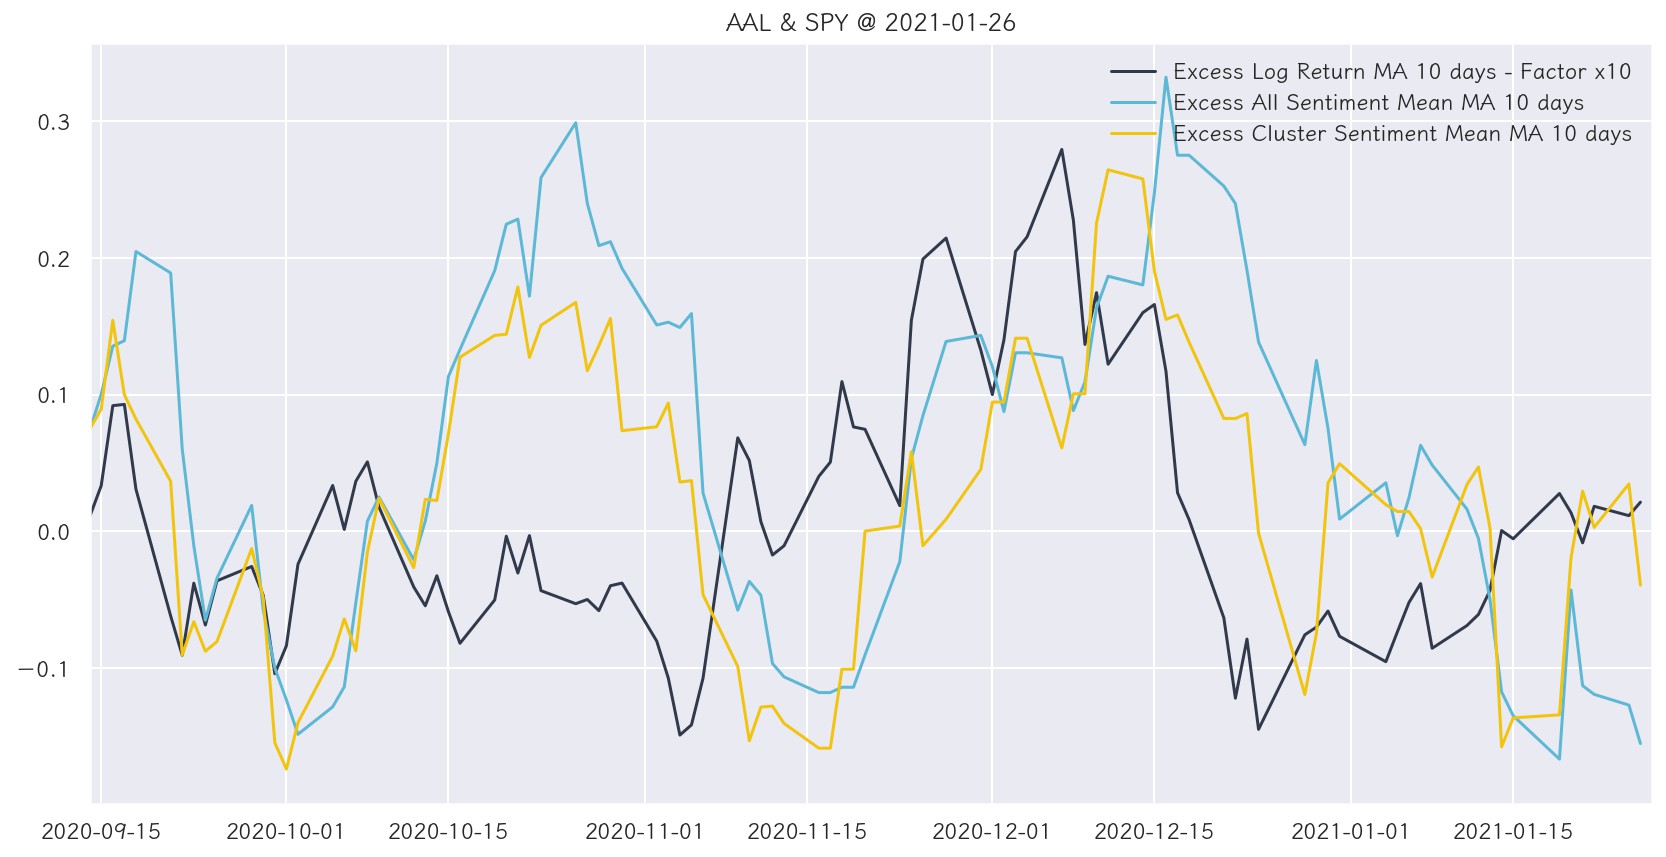 AAL & SPY @ 2021-01-26
Excess Log Return MA 10 days - Factor x10
Excess All Sentiment Mean MA 10 days
Excess Cluster Sentiment Mean MA 10 days
0.3
0.2
0.1
0.0
−0.1
2020-09-15 2020-10-01 2020-10-15 2020-11-01 2020-11-15 2020-12-01 2020-12-15 2021-01-01 2021-01-15